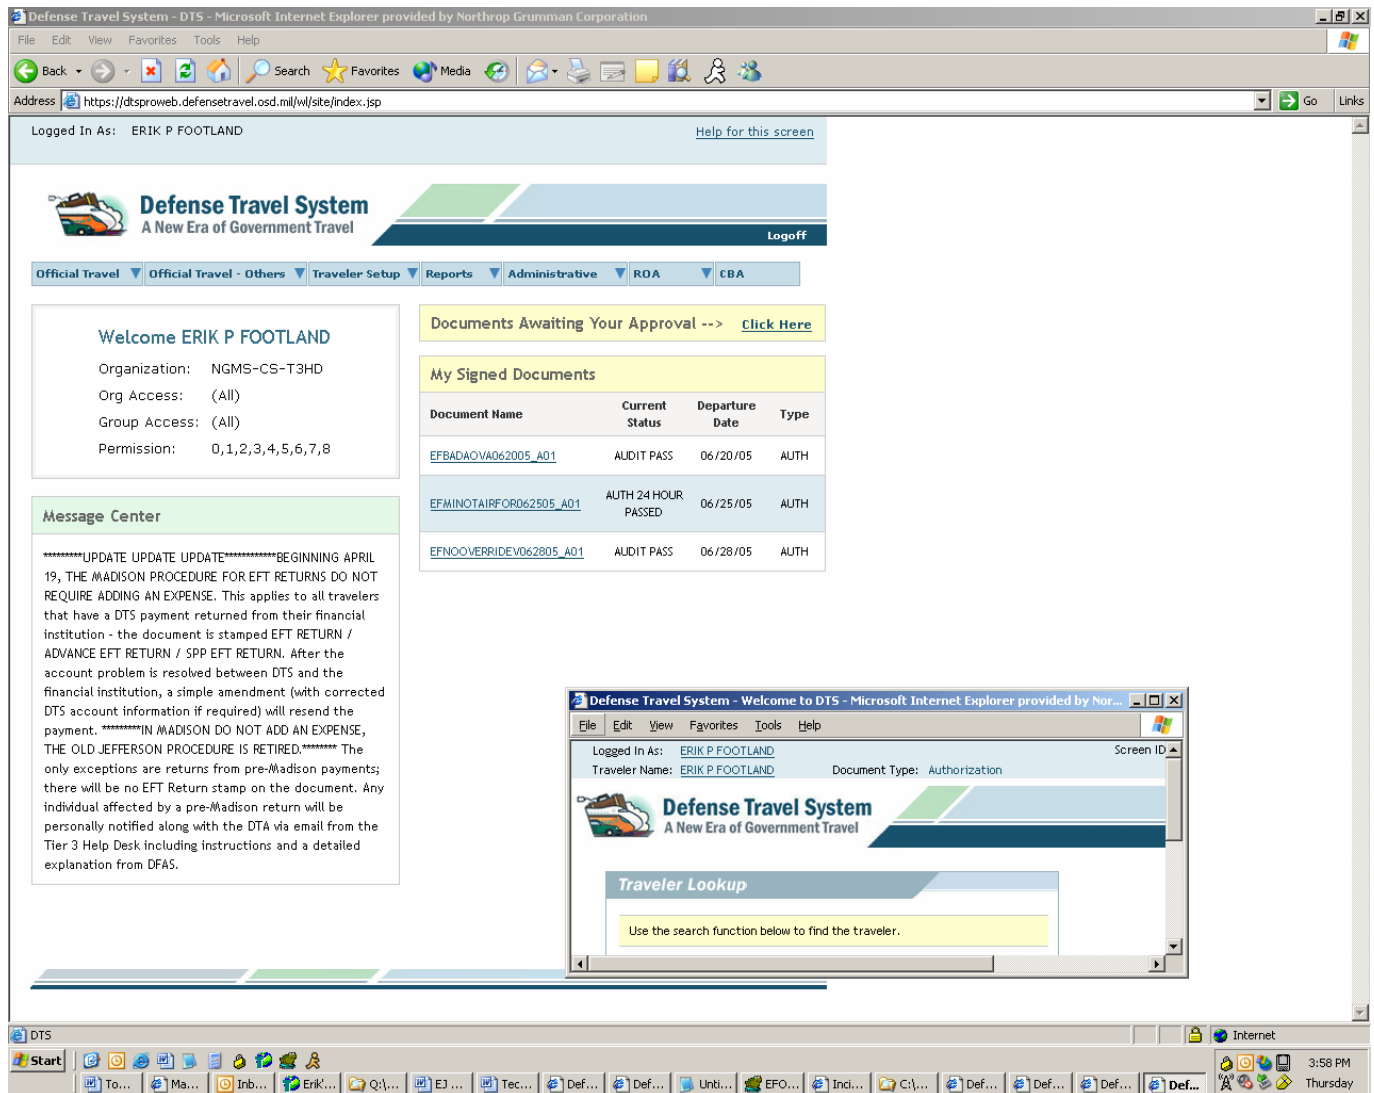 Defense Travel System - DTS - Microsoft Internet Explorer provided by Northrop Grumman Corporation
File Edit View Favorites Tools Help
Back Search Favorites Media
Address https://dtsproweb.defensetravel.osd.mil/wl/site/index.jsp Go Links
Logged In As: ERIK P FOOTLAND Help for this screen
Defense Travel System
A New Era of Government Travel
Logoff
Official Travel Official Travel - Others Traveler Setup Reports Administrative ROA CBA
Welcome ERIK P FOOTLAND
Organization: NGMS-CS-T3HD
Org Access: (All)
Group Access: (All)
Permission: 0,1,2,3,4,5,6,7,8
Documents Awaiting Your Approval --> Click Here
My Signed Documents
Document Name Current Status Departure Date Type
EFBADAOVA062005_A01 AUDIT PASS 06/20/05 AUTH
EFMINOTAIRFOR062505_A01 AUTH 24 HOUR PASSED 06/25/05 AUTH
EFNOOVERRIDEV062805_A01 AUDIT PASS 06/28/05 AUTH
Message Center
*********UPDATE UPDATE UPDATE************BEGINNING APRIL
19, THE MADISON PROCEDURE FOR EFT RETURNS DO NOT
REQUIRE ADDING AN EXPENSE. This applies to all travelers
that have a DTS payment returned from their financial
institution - the document is stamped EFT RETURN /
ADVANCE EFT RETURN / SPP EFT RETURN. After the
account problem is resolved between DTS and the
financial institution, a simple amendment (with corrected
DTS account information if required) will resend the
payment. *********IN MADISON DO NOT ADD AN EXPENSE,
THE OLD JEFFERSON PROCEDURE IS RETIRED.******** The
only exceptions are returns from pre-Madison payments;
there will be no EFT Return stamp on the document. Any
individual affected by a pre-Madison return will be
personally notified along with the DTA via email from the
Tier 3 Help Desk including instructions and a detailed
explanation from DFAS.
Defense Travel System - Welcome to DTS - Microsoft Internet Explorer provided by Nor...
File Edit View Favorites Tools Help
Logged In As: ERIK P FOOTLAND Screen ID
Traveler Name: ERIK P FOOTLAND Document Type: Authorization
Defense Travel System
A New Era of Government Travel
Traveler Lookup
Use the search function below to find the traveler.
DTS Internet
Start 3:58 PM
To... Ma... Inb... Erik'... Q:\... EJ ... Tec... Def... Def... Unti... EFO... Inci... C:\... Def... Def... Def... Def... Thursday